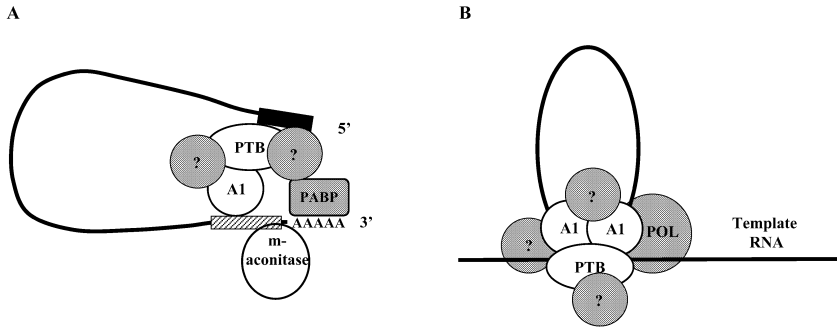 A
5’
PTB
?
?
A1
PABP
AAAAA
3’
m-
aconitase
B
?
A1
A1
?
POL
Template
RNA
PTB
?